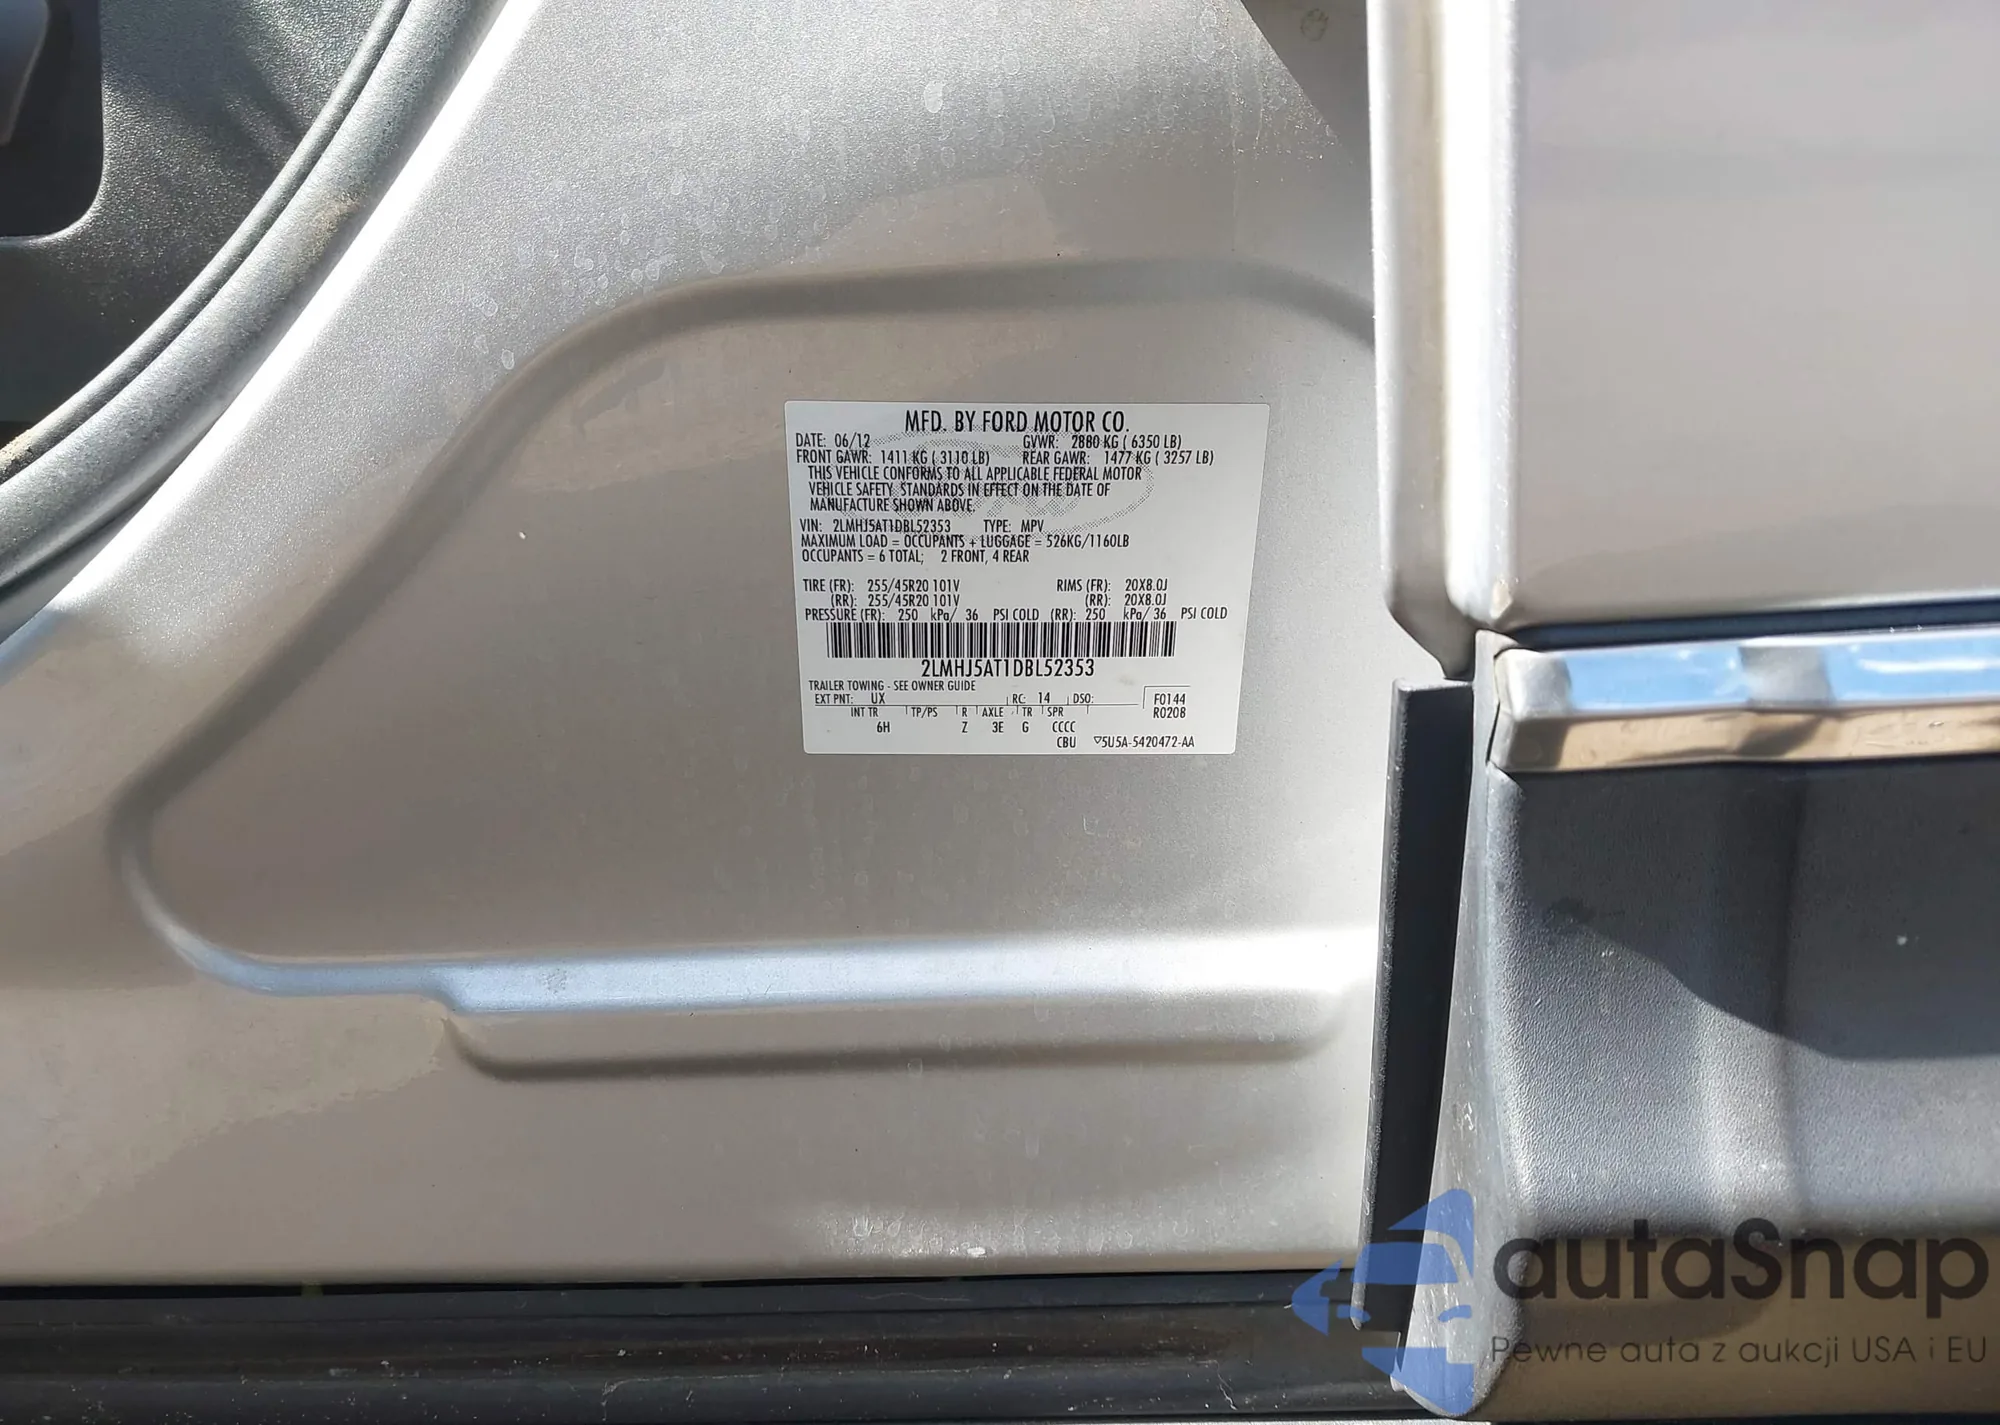 MFD. BY FORD MOTOR CO.
DATE: 06/12 GVWR: 2880 KG ( 6350 LB)
FRONT GAWR: 1411 KG ( 3110 LB) REAR GAWR: 1477 KG ( 3257 LB)
THIS VEHICLE CONFORMS TO ALL APPLICABLE FEDERAL MOTOR
VEHICLE SAFETY STANDARDS IN EFFECT ON THE DATE OF
MANUFACTURE SHOWN ABOVE.
VIN: 2LMHJ5AT1DBL52353 TYPE: MPV
MAXIMUM LOAD = OCCUPANTS + LUGGAGE = 526KG/1160LB
OCCUPANTS = 6 TOTAL; 2 FRONT, 4 REAR
TIRE (FR): 255/45R20 101V RIMS (FR): 20X8.0J
(RR): 255/45R20 101V (RR): 20X8.0J
PRESSURE (FR): 250 kPa/ 36 PSI COLD (RR): 250 kPa/ 36 PSI COLD
2LMHJ5AT1DBL52353
TRAILER TOWING - SEE OWNER GUIDE
EXT PNT: UX RC: 14 DSO: F0144
INT TR TP/PS R AXLE TR SPR R0208
6H Z 3E G CCCC
CBU ▽5U5A-5420472-AA
autaSnap
Pewne auta z aukcji USA i EU